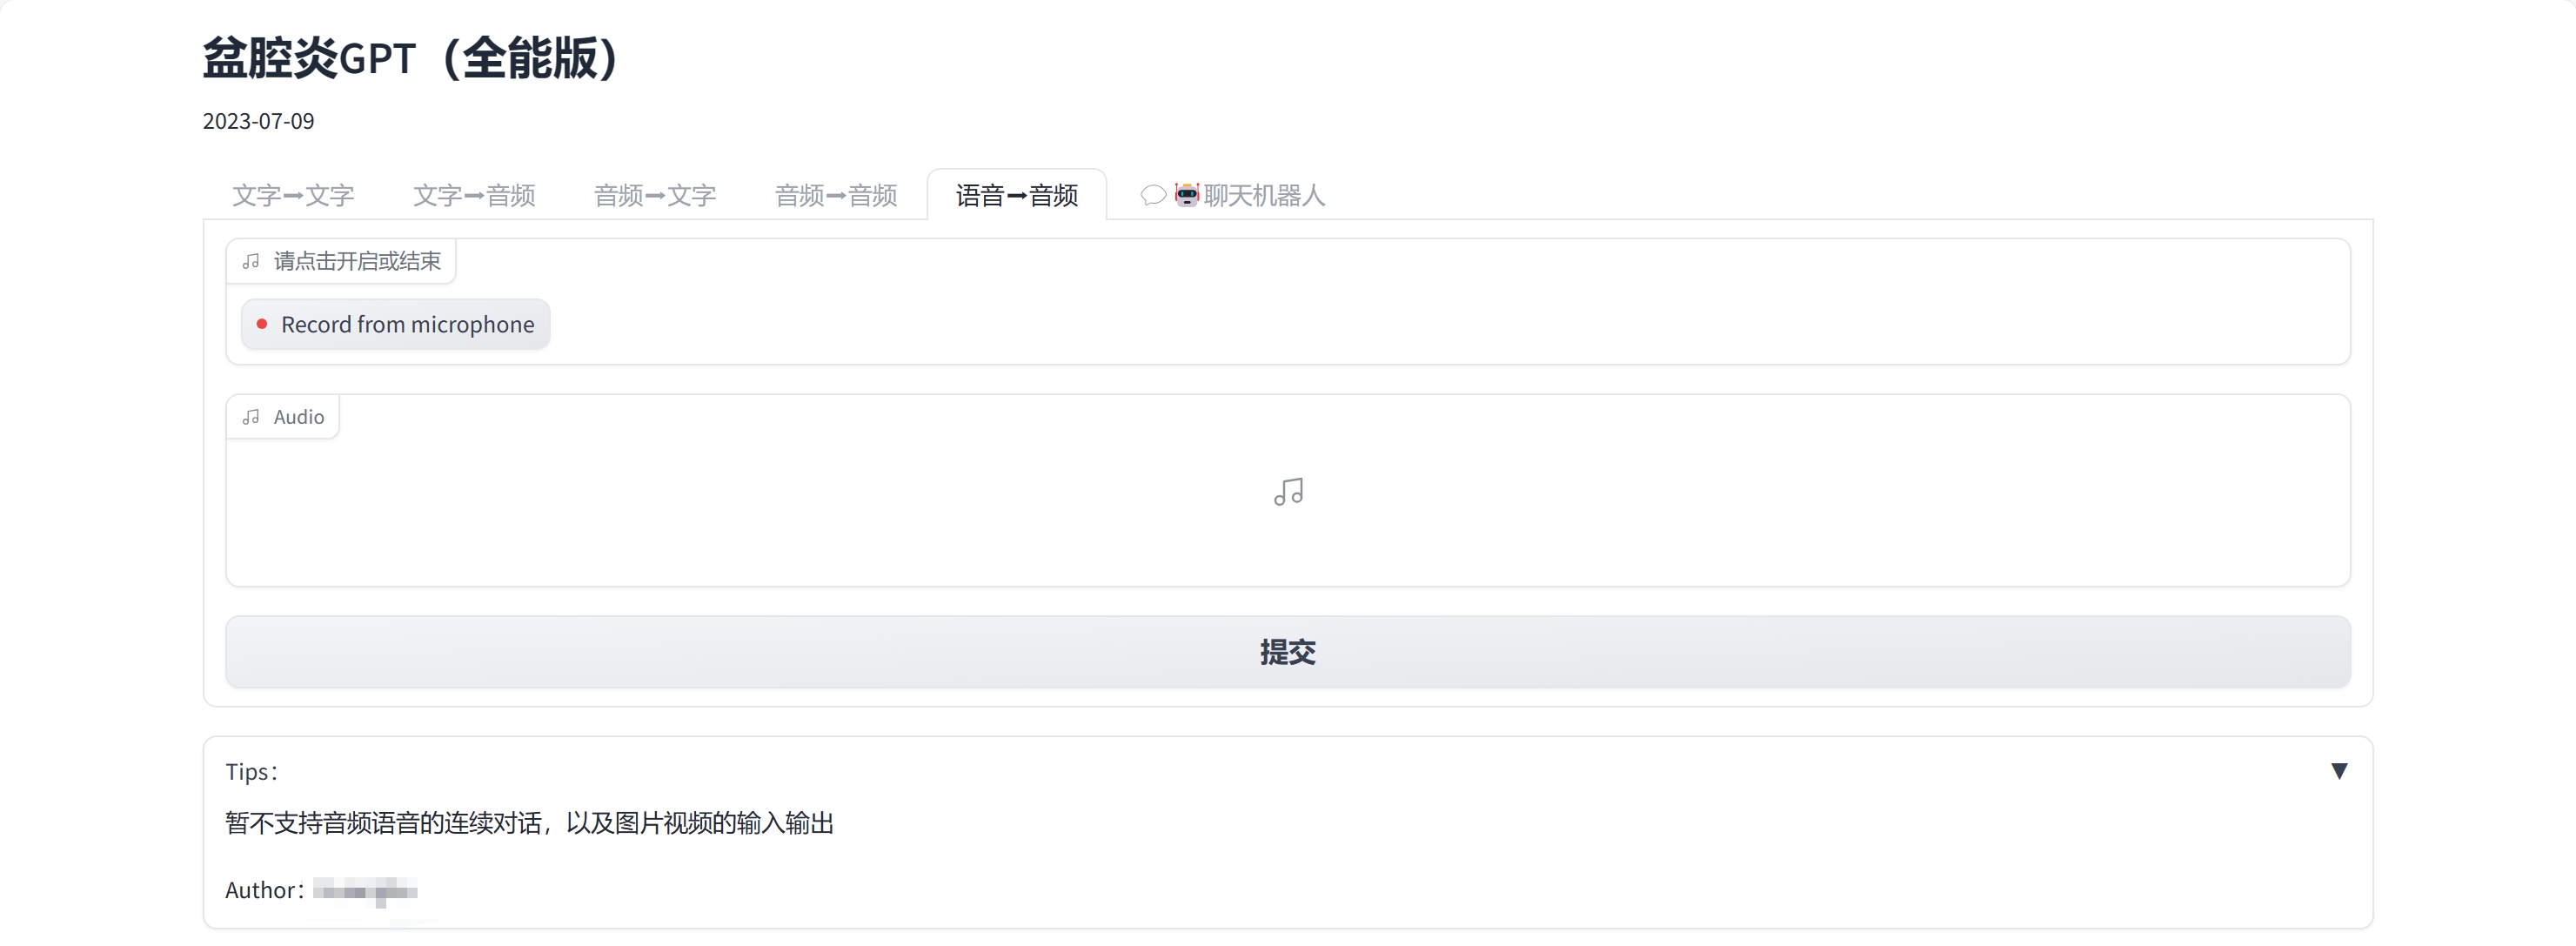 盆腔炎GPT（全能版）
2023-07-09
文字➡文字 文字➡音频 音频➡文字 音频➡音频 语音➡音频 💬🤖聊天机器人
请点击开启或结束
Record from microphone
Audio
提交
Tips： ▼
暂不支持音频语音的连续对话，以及图片视频的输入输出
Author：